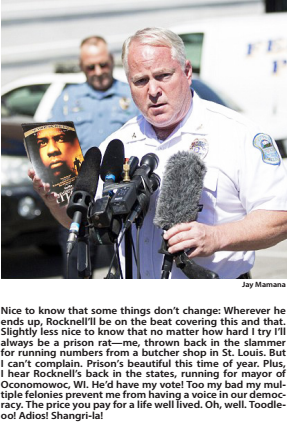 Jay Mamana
Nice to know that some things don't change: Wherever he
ends up, Rocknell'll be on the beat covering this and that.
Slightly less nice to know that no matter how hard I try I'll
always be a prison rat—me, thrown back in the slammer
for running numbers from a butcher shop in St. Louis. But
I can't complain. Prison's beautiful this time of year. Plus,
I hear Rocknell's back in the states, running for mayor of
Oconomowoc, WI. He'd have my vote! Too my bad my mul-
tiple felonies prevent me from having a voice in our democ-
racy. The price you pay for a life well lived. Oh, well. Toodle-
oo! Adios! Shangri-la!